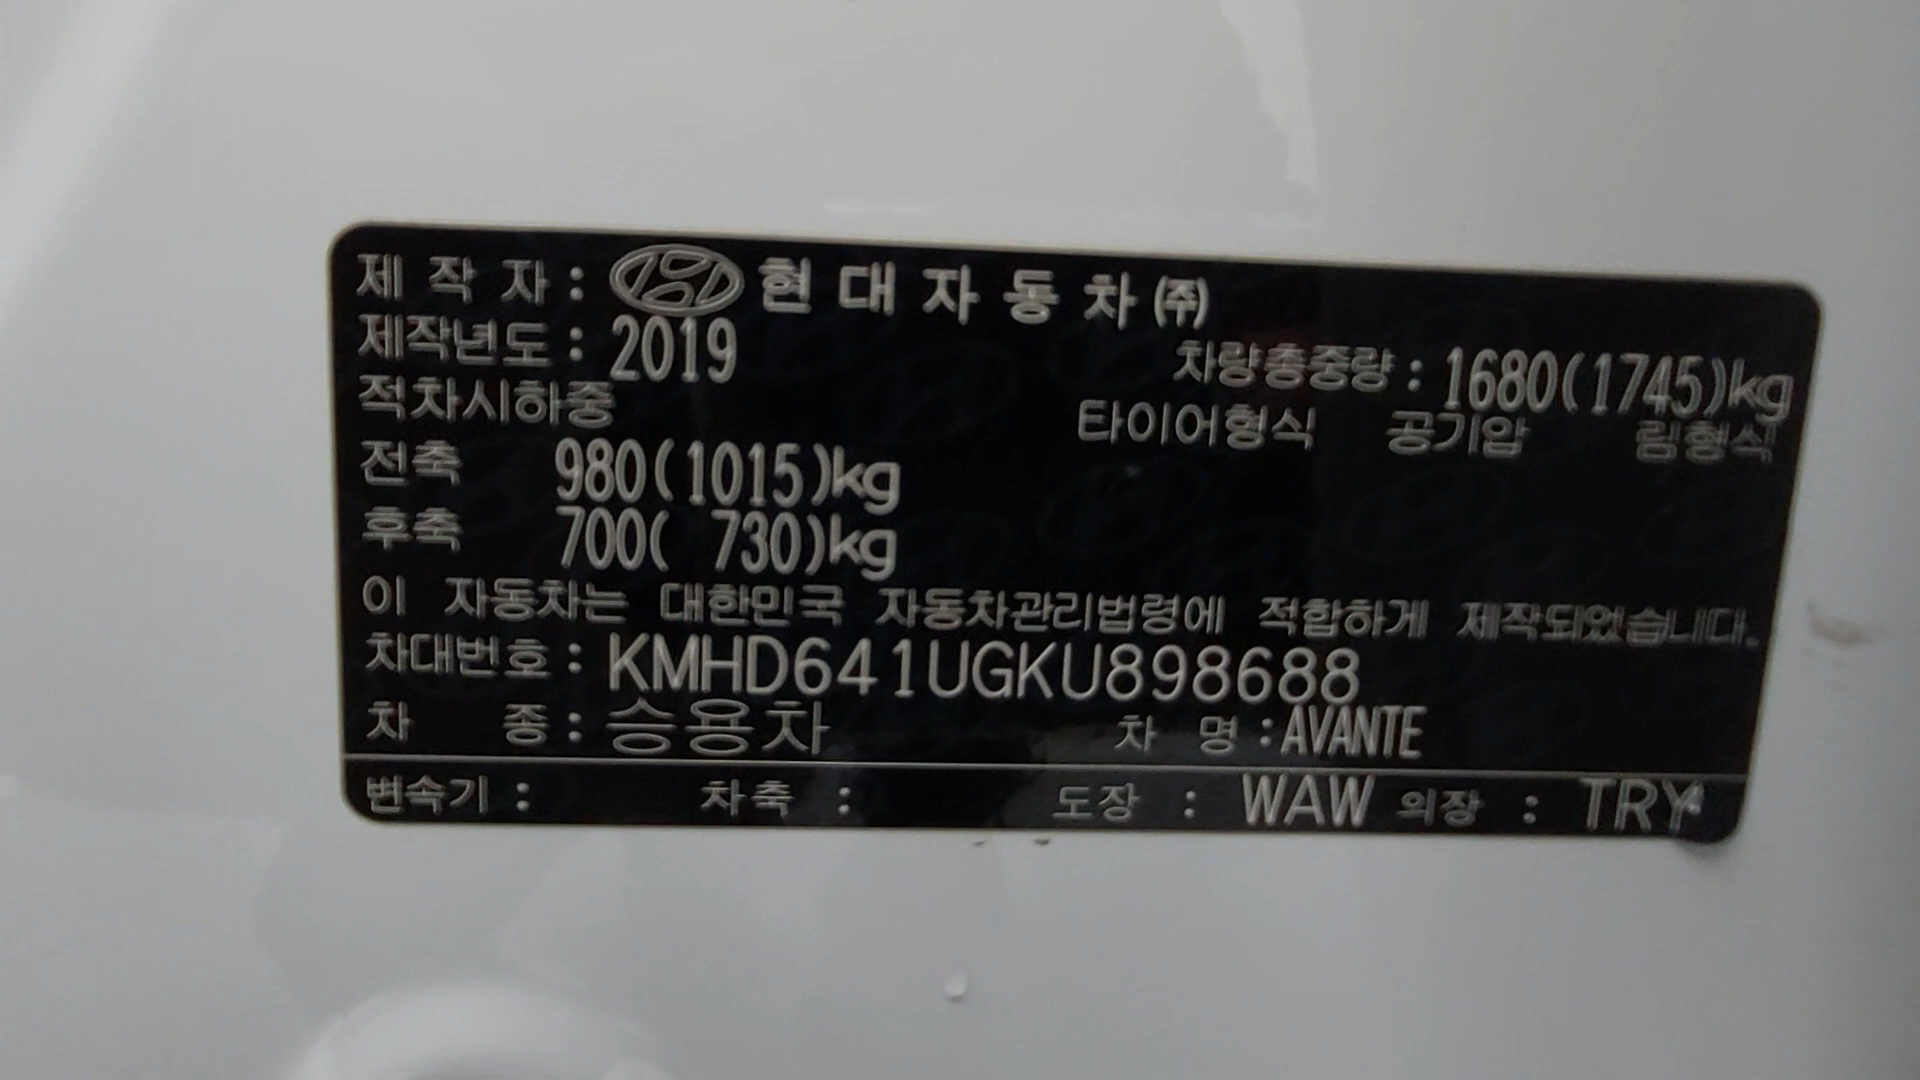 제 작 자 : 현 대 자 동 차 ㈜
제작년도 : 2019 차량총중량 : 1680(1745)kg
적차시하중 타이어형식 공기압 림형식
전축 980(1015)kg
후축 700( 730)kg
이 자동차는 대한민국 자동차관리법령에 적합하게 제작되었습니다.
차대번호 : KMHD641UGKU898688
차 종 : 승용차 차 명 : AVANTE
변속기 : 차축 : 도장 : WAW 의장 : TRY